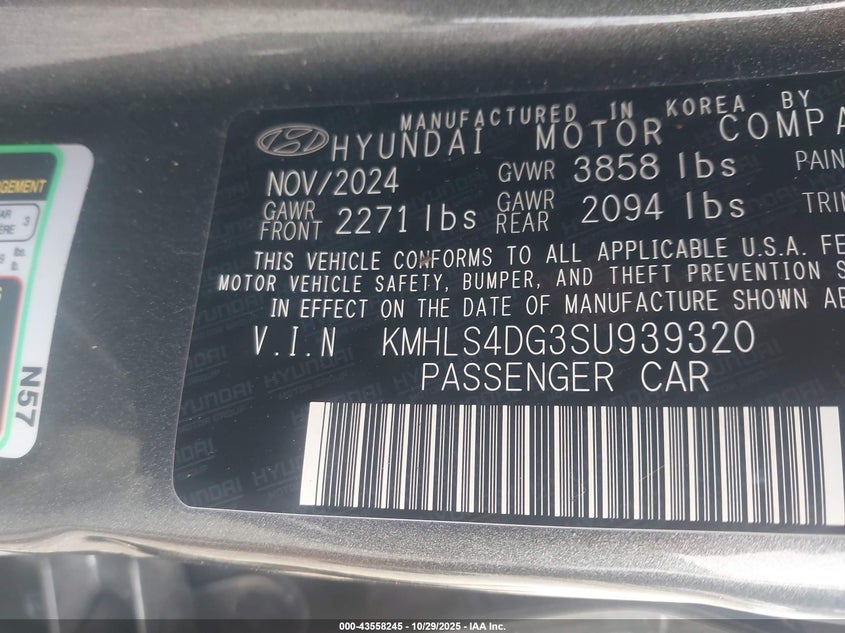 MANUFACTURED IN KOREA BY
HYUNDAI MOTOR COMPA
NOV/2024 GVWR 3858 lbs PAIN
GAWR FRONT 2271 lbs GAWR REAR 2094 lbs TRIM
THIS VEHICLE CONFORMS TO ALL APPLICABLE U.S.A. FE
MOTOR VEHICLE SAFETY, BUMPER, AND THEFT PREVENTION S
IN EFFECT ON THE DATE OF MANUFACTURE SHOWN AB
V.I.N KMHLS4DG3SU939320
PASSENGER CAR
N57
000-43558245 - 10/29/2025 - IAA Inc.